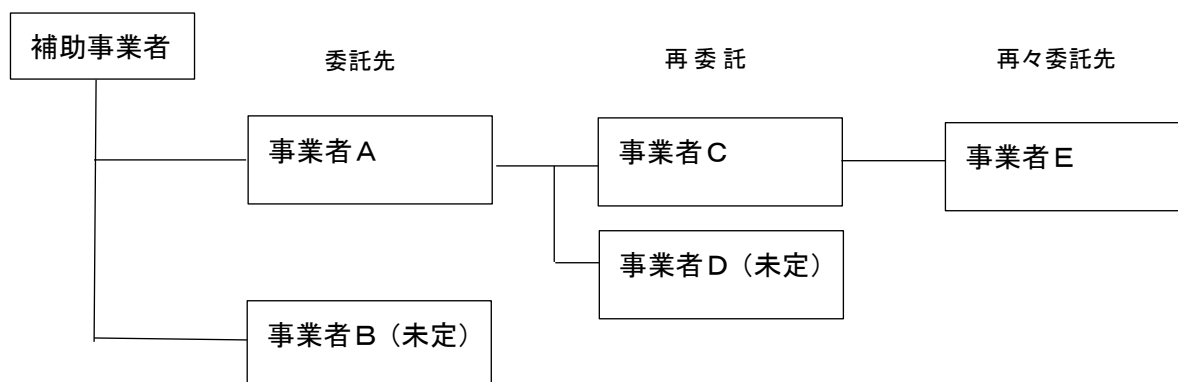 補助事業者
委託先
再委託
再々委託先
事業者A
事業者C
事業者E
事業者D（未定）
事業者B（未定）